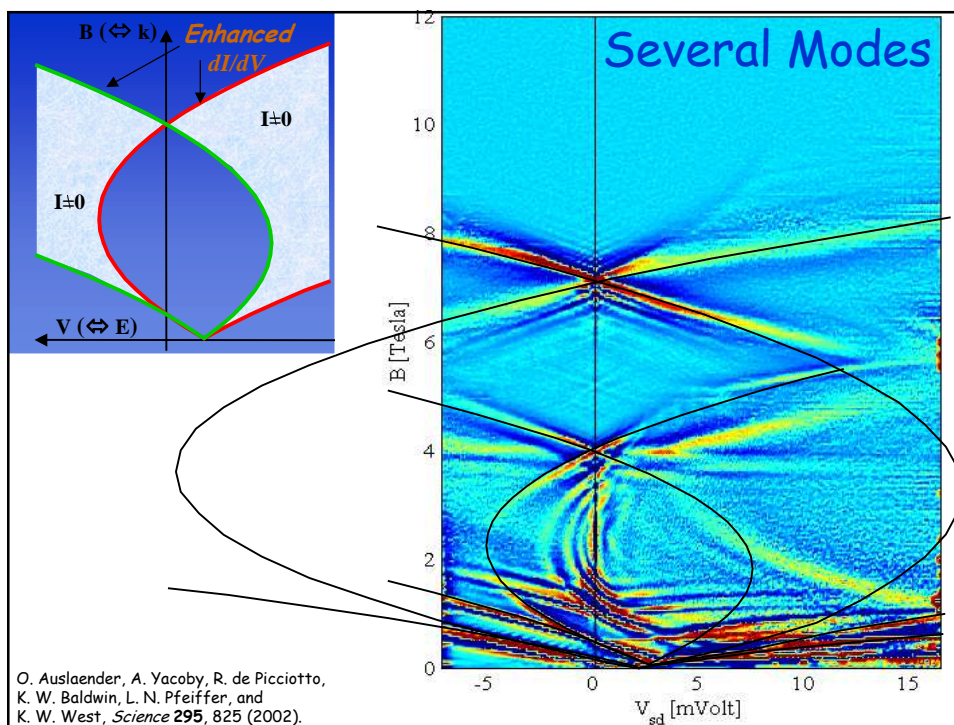 Several Modes
B (⇔ k)
Enhanced
dI/dV
I≠0
I≠0
V (⇔ E)
12
10
8
6
4
2
0
B [Tesla]
-5
0
5
10
15
V_sd [mVolt]
O. Auslaender, A. Yacoby, R. de Picciotto,
K. W. Baldwin, L. N. Pfeiffer, and
K. W. West, Science 295, 825 (2002).